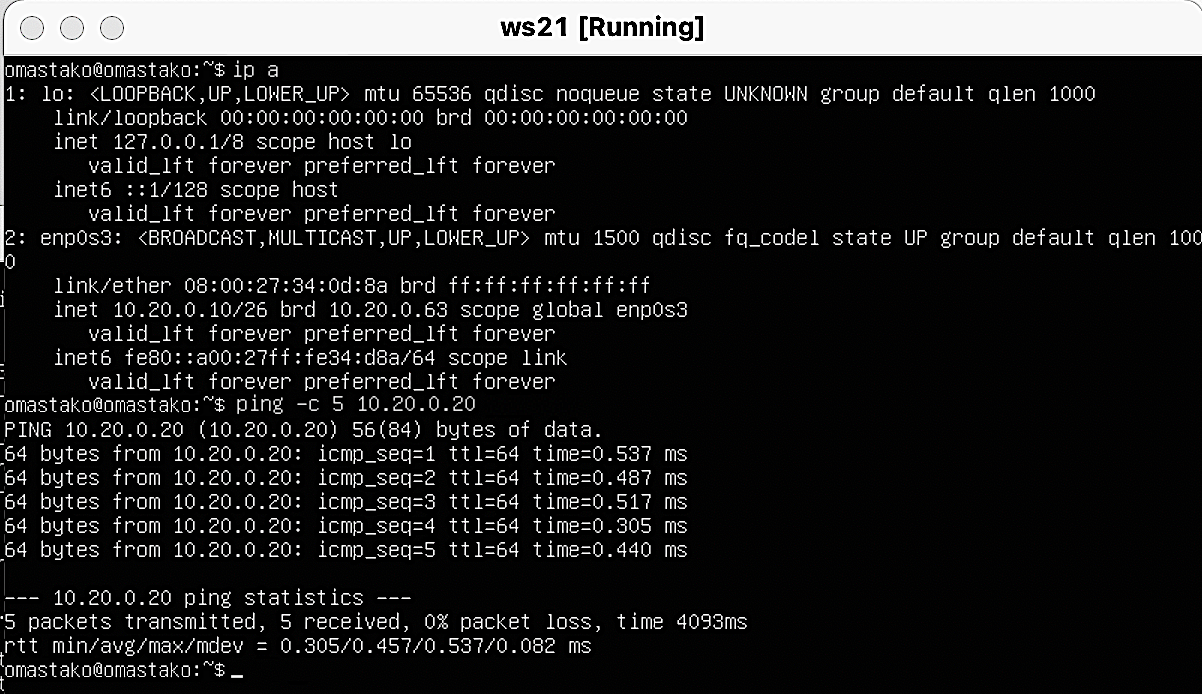 ws21 [Running]
omastako@omastako:~$ ip a
1: lo: <LOOPBACK,UP,LOWER_UP> mtu 65536 qdisc noqueue state UNKNOWN group default qlen 1000
    link/loopback 00:00:00:00:00:00 brd 00:00:00:00:00:00
    inet 127.0.0.1/8 scope host lo
       valid_lft forever preferred_lft forever
    inet6 ::1/128 scope host
       valid_lft forever preferred_lft forever
2: enp0s3: <BROADCAST,MULTICAST,UP,LOWER_UP> mtu 1500 qdisc fq_codel state UP group default qlen 100
0
    link/ether 08:00:27:34:0d:8a brd ff:ff:ff:ff:ff:ff
    inet 10.20.0.10/26 brd 10.20.0.63 scope global enp0s3
       valid_lft forever preferred_lft forever
    inet6 fe80::a00:27ff:fe34:d8a/64 scope link
       valid_lft forever preferred_lft forever
omastako@omastako:~$ ping -c 5 10.20.0.20
PING 10.20.0.20 (10.20.0.20) 56(84) bytes of data.
64 bytes from 10.20.0.20: icmp_seq=1 ttl=64 time=0.537 ms
64 bytes from 10.20.0.20: icmp_seq=2 ttl=64 time=0.487 ms
64 bytes from 10.20.0.20: icmp_seq=3 ttl=64 time=0.517 ms
64 bytes from 10.20.0.20: icmp_seq=4 ttl=64 time=0.305 ms
64 bytes from 10.20.0.20: icmp_seq=5 ttl=64 time=0.440 ms

--- 10.20.0.20 ping statistics ---
5 packets transmitted, 5 received, 0% packet loss, time 4093ms
rtt min/avg/max/mdev = 0.305/0.457/0.537/0.082 ms
omastako@omastako:~$ _